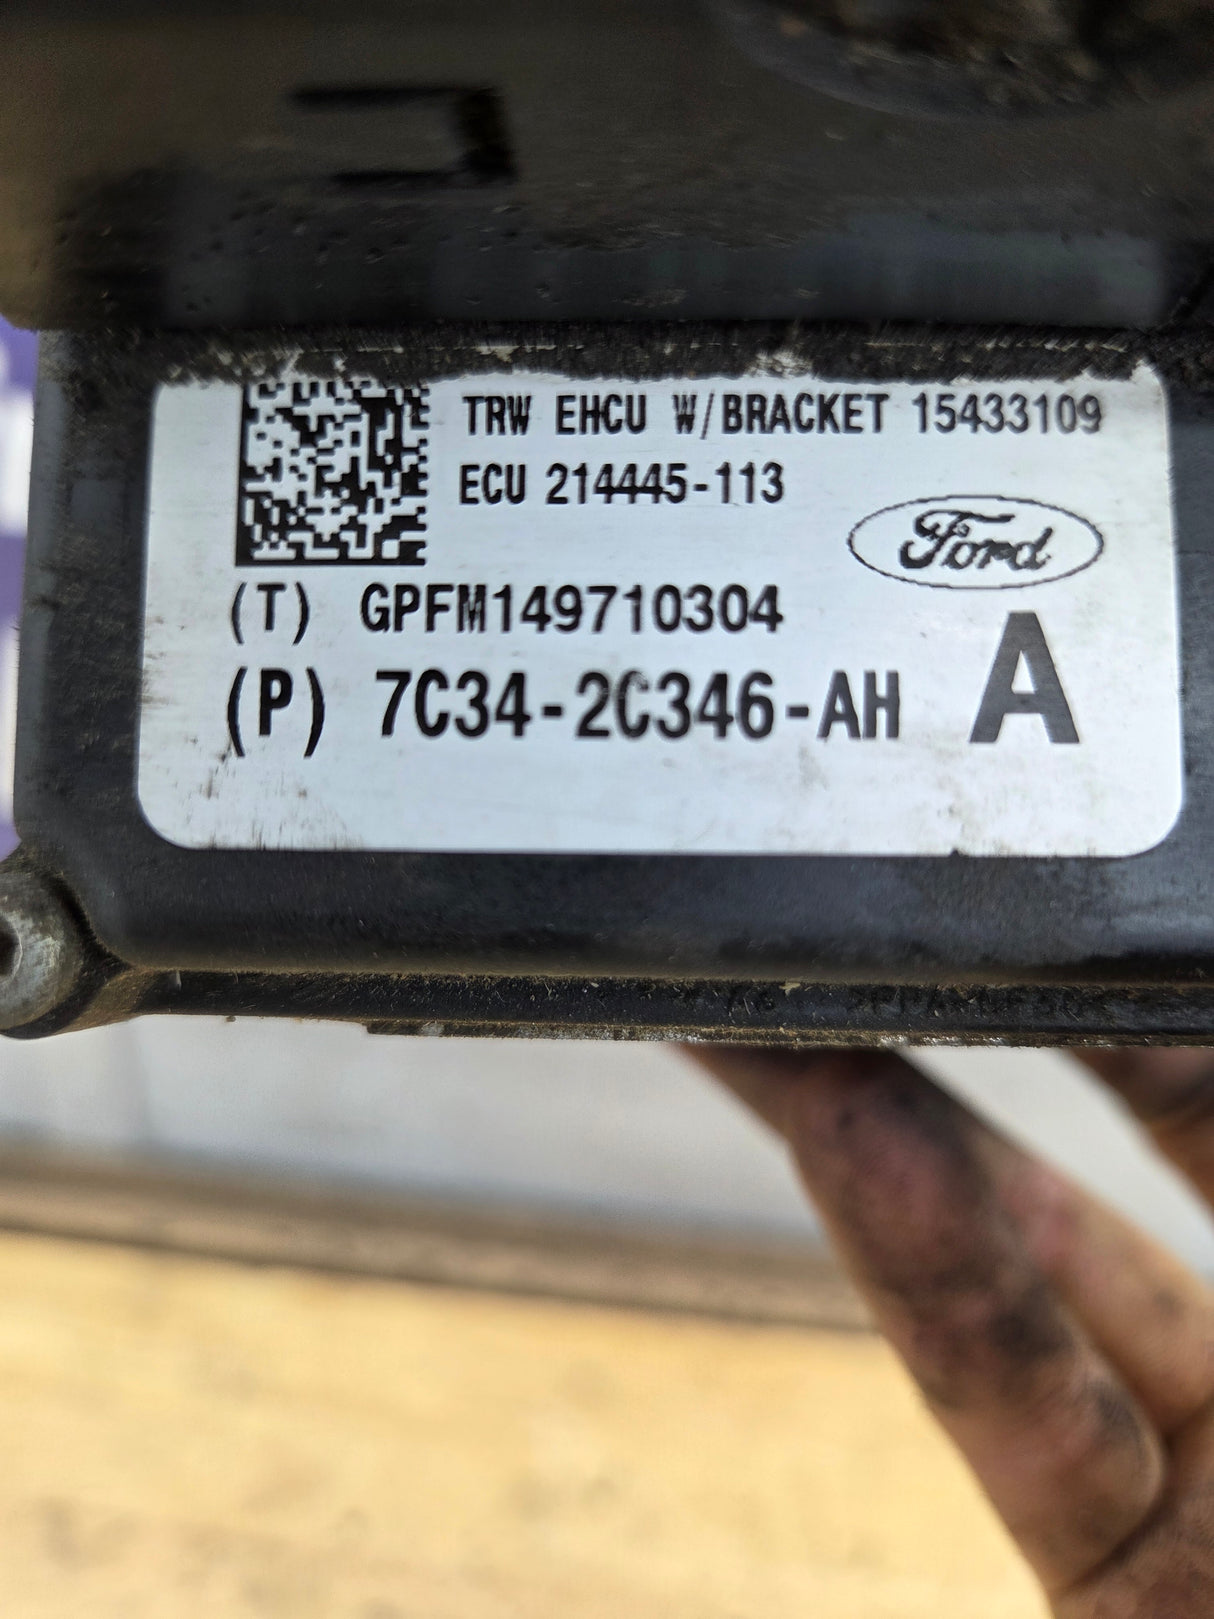 TRW EHCU W/BRACKET 15433109
ECU 214445-113
Ford
(T) GPFM149710304
(P) 7C34-2C346-AH A